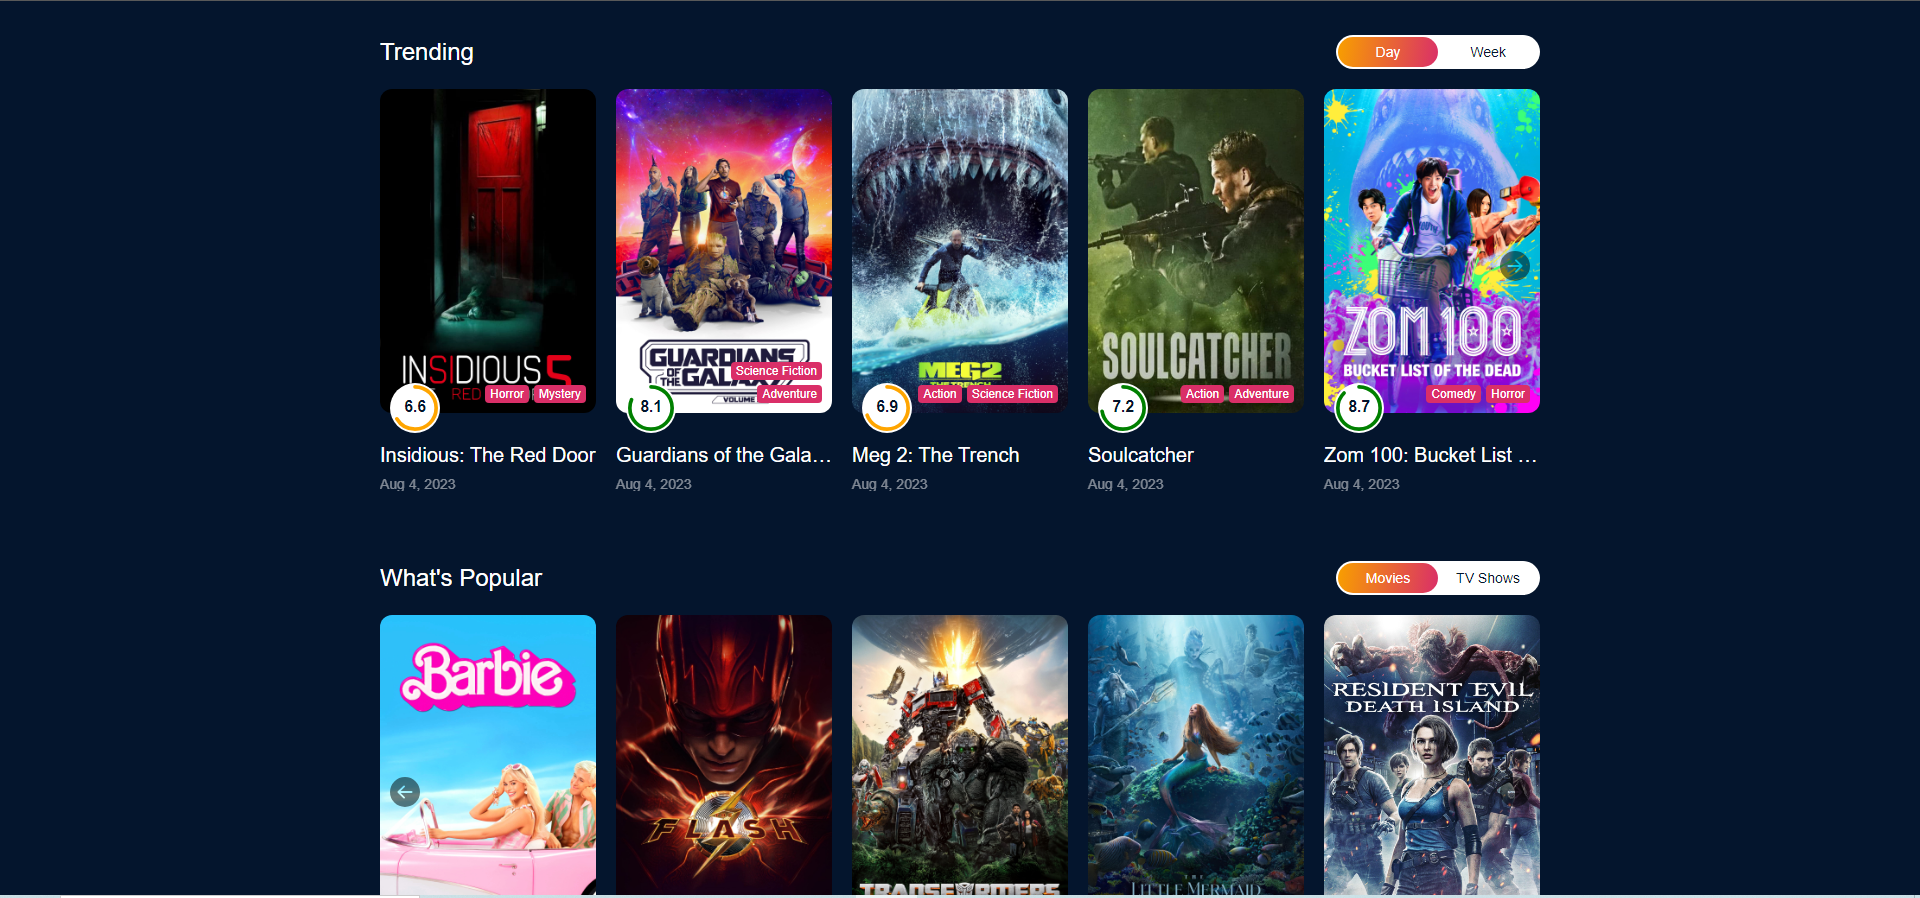 Trending
Day
Week
INSIDIOUS 5
RED
GUARDIANS
OF THE GALAXY
VOLUME
MEG2
THE TRENCH
SOULCATCHER
ZOM 100
BUCKET LIST OF THE DEAD
6.6
Horror
Mystery
8.1
Science Fiction
Adventure
6.9
Action
Science Fiction
7.2
Action
Adventure
8.7
Comedy
Horror
Insidious: The Red Door
Guardians of the Gala…
Meg 2: The Trench
Soulcatcher
Zom 100: Bucket List …
Aug 4, 2023
Aug 4, 2023
Aug 4, 2023
Aug 4, 2023
Aug 4, 2023
What's Popular
Movies
TV Shows
Barbie
FLASH
TRANSFORMERS
THE
LITTLE MERMAID
RESIDENT EVIL
DEATH ISLAND